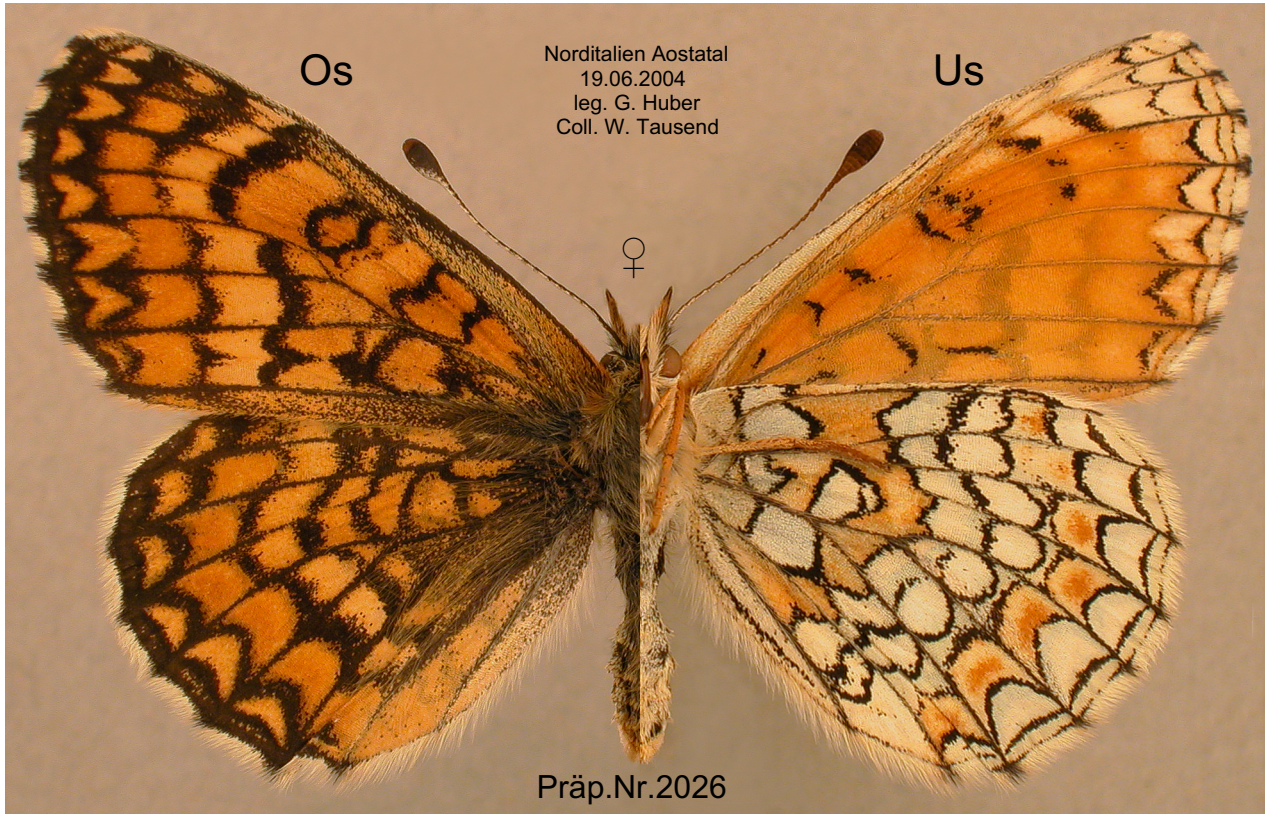 Os
Norditalien Aostatal
19.06.2004
leg. G. Huber
Coll. W. Tausend
Us
♀
Präp.Nr.2026